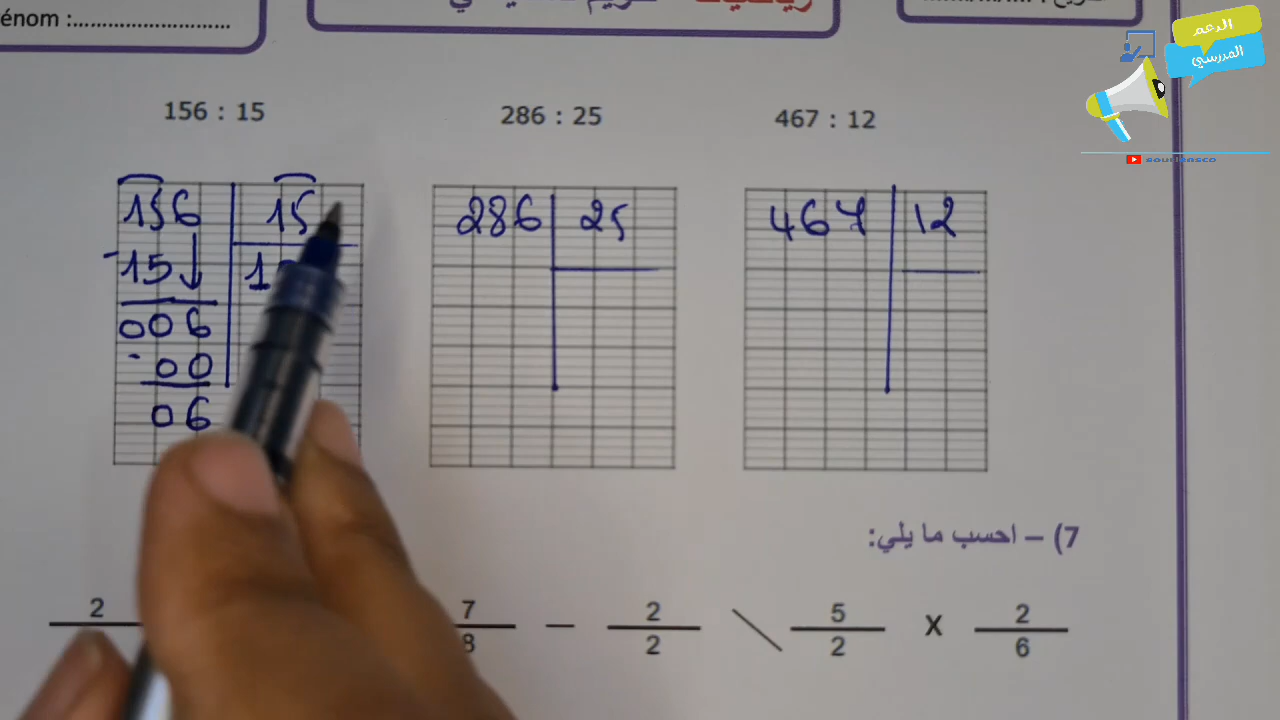 énom :
الدعم
المدرسي
156 : 15
286 : 25
467 : 12
156 15
-15
006
- 00
06
286 25
467 12
7) – احسب ما يلي:
2
7/8 − 2/2 \ 5/2 X 2/6